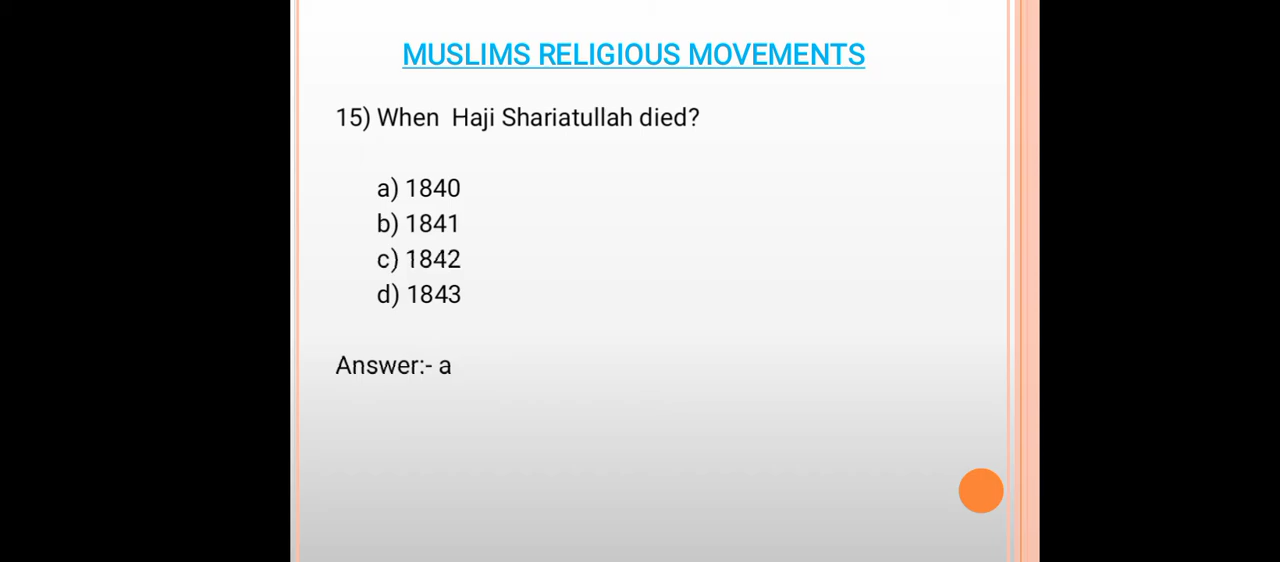 MUSLIMS RELIGIOUS MOVEMENTS
15) When  Haji Shariatullah died?
a) 1840
b) 1841
c) 1842
d) 1843
Answer:- a